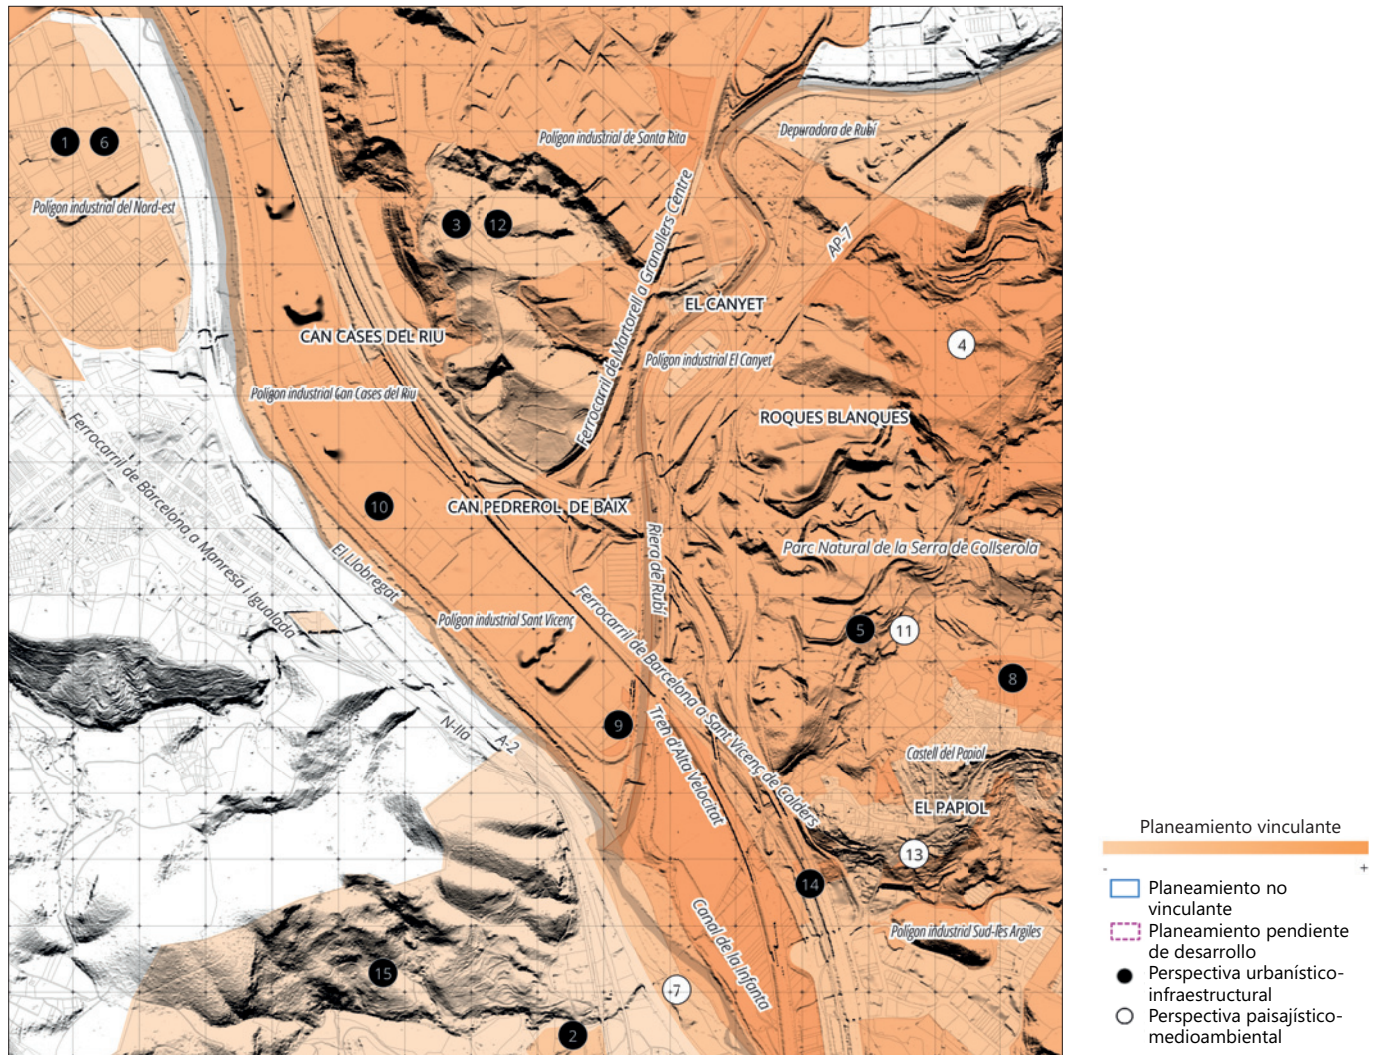 Depuradora de Rubí
Polígon industrial de Santa Rita
1
6
Polígon industrial del Nord-est
3
12
AP-7
Ferrocarril de Martorell a Granollers Centre
EL CANYET
CAN CASES DEL RIU
4
Polígon industrial El Canyet
Polígon industrial Can Cases del Riu
ROQUES BLANQUES
Ferrocarril de Barcelona a Manresa i Igualada
10
CAN PEDREROL DE BAIX
Parc Natural de la Serra de Collserola
El Llobregat
Riera de Rubí
Polígon industrial Sant Vicenç
Ferrocarril de Barcelona a Sant Vicenç de Calders
5
11
8
9
N-IIa
A-2
Tren d'Alta Velocitat
Castell del Papiol
EL PAPIOL
13
14
Canal de la Infanta
Polígon industrial Sud-les Argiles
15
7
2
Planeamiento vinculante
- +
Planeamiento no
vinculante
Planeamiento pendiente
de desarrollo
Perspectiva urbanístico-
infraestructural
Perspectiva paisajístico-
medioambiental